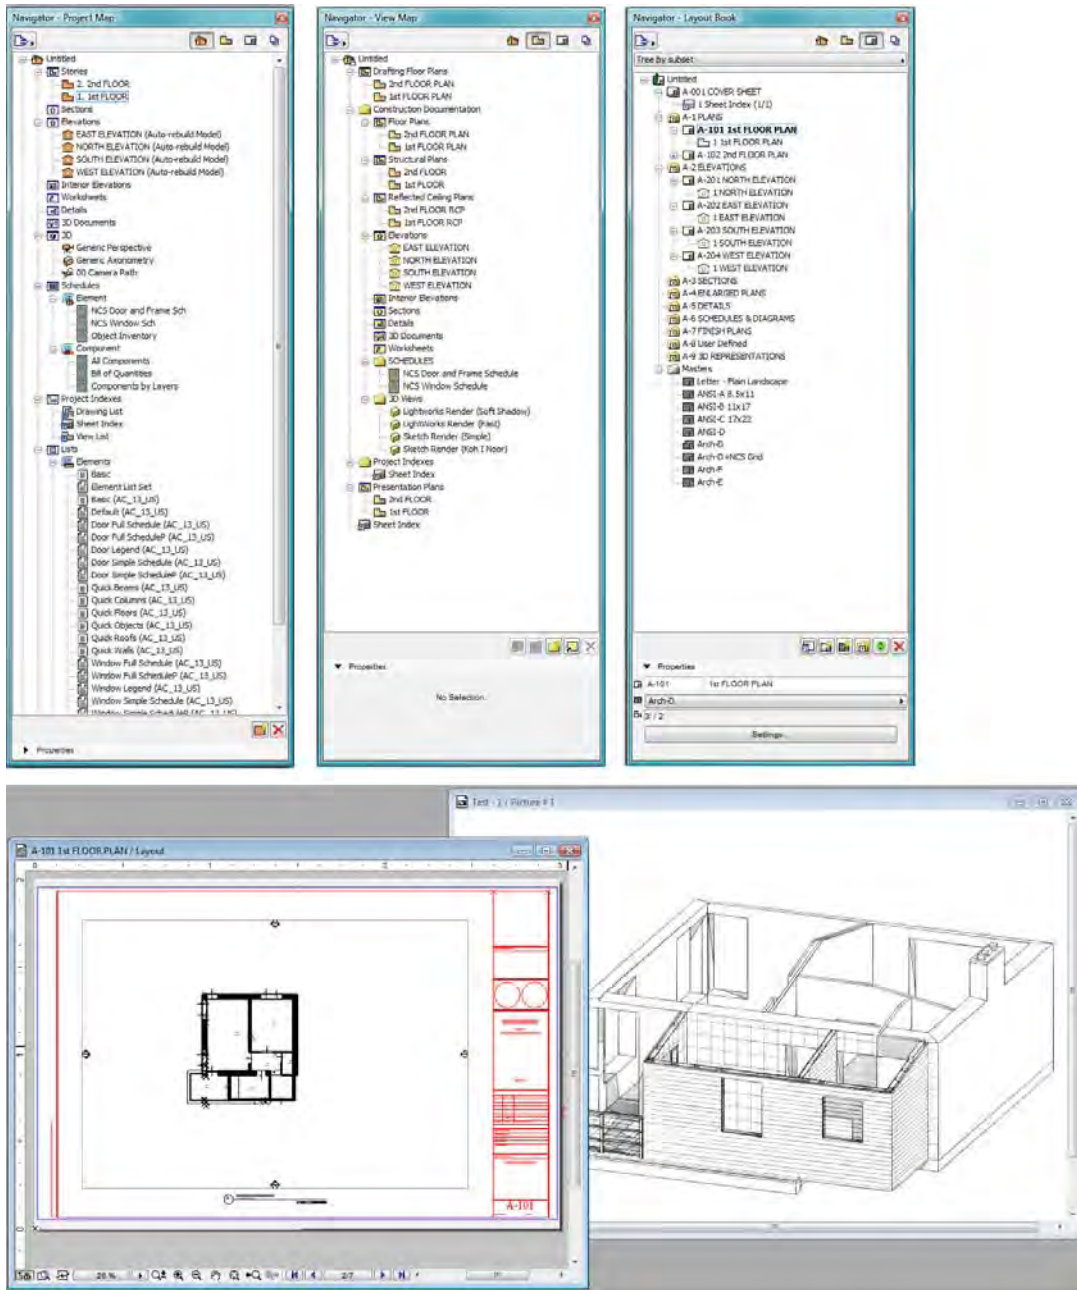 Navigator - Project Map
Untitled
Stories
2. 2nd FLOOR
1. 1st FLOOR
Sections
Elevations
EAST ELEVATION (Auto-rebuild Model)
NORTH ELEVATION (Auto-rebuild Model)
SOUTH ELEVATION (Auto-rebuild Model)
WEST ELEVATION (Auto-rebuild Model)
Interior Elevations
Worksheets
Details
3D Documents
3D
Generic Perspective
Generic Axonometry
00 Camera Path
Schedules
Element
NCS Door and Frame Sch
NCS Window Sch
Object Inventory
Component
All Components
Bill of Quantities
Components by Layers
Project Indexes
Drawing List
Sheet Index
View List
Lists
Elements
Basic
Element List Set
Basic (AC_13_US)
Default (AC_13_US)
Door Full Schedule (AC_13_US)
Door Full ScheduleP (AC_13_US)
Door Legend (AC_13_US)
Door Simple Schedule (AC_13_US)
Door Simple ScheduleP (AC_13_US)
Quick Beams (AC_13_US)
Quick Columns (AC_13_US)
Quick Floors (AC_13_US)
Quick Objects (AC_13_US)
Quick Roofs (AC_13_US)
Quick Walls (AC_13_US)
Window Full Schedule (AC_13_US)
Window Full ScheduleP (AC_13_US)
Window Legend (AC_13_US)
Window Simple Schedule (AC_13_US)
Window Simple ScheduleP (AC_13_US)
Properties
Navigator - View Map
Untitled
Drafting Floor Plans
2nd FLOOR PLAN
1st FLOOR PLAN
Construction Documentation
Floor Plans
2nd FLOOR PLAN
1st FLOOR PLAN
Structural Plans
2nd FLOOR
1st FLOOR
Reflected Ceiling Plans
2nd FLOOR RCP
1st FLOOR RCP
Elevations
EAST ELEVATION
NORTH ELEVATION
SOUTH ELEVATION
WEST ELEVATION
Interior Elevations
Sections
Details
3D Documents
Worksheets
SCHEDULES
NCS Door and Frame Schedule
NCS Window Schedule
3D Views
Lightworks Render (Soft Shadow)
LightWorks Render (Fast)
Sketch Render (Simple)
Sketch Render (Koh I Noor)
Project Indexes
Sheet Index
Presentation Plans
2nd FLOOR
1st FLOOR
Sheet Index
Properties
No Selection
Navigator - Layout Book
Tree by subset
Untitled
A-001 COVER SHEET
1 Sheet Index (1/1)
A-1 PLANS
A-101 1st FLOOR PLAN
1 1st FLOOR PLAN
A-102 2nd FLOOR PLAN
A-2 ELEVATIONS
A-201 NORTH ELEVATION
1 NORTH ELEVATION
A-202 EAST ELEVATION
1 EAST ELEVATION
A-203 SOUTH ELEVATION
1 SOUTH ELEVATION
A-204 WEST ELEVATION
1 WEST ELEVATION
A-3 SECTIONS
A-4 ENLARGED PLANS
A-5 DETAILS
A-6 SCHEDULES & DIAGRAMS
A-7 FINISH PLANS
A-8 User Defined
A-9 3D REPRESENTATIONS
Masters
Letter - Plain Landscape
ANSI-A 8.5x11
ANSI-B 11x17
ANSI-C 17x22
ANSI-D
Arch-D
Arch-D +NCS Grid
Arch-F
Arch-E
Properties
A-101 1st FLOOR PLAN
Arch-D
3 / 2
Settings...
Test - 1 / Picture # 1
A-101 1st FLOOR PLAN / Layout
A-101
20 %
2/7